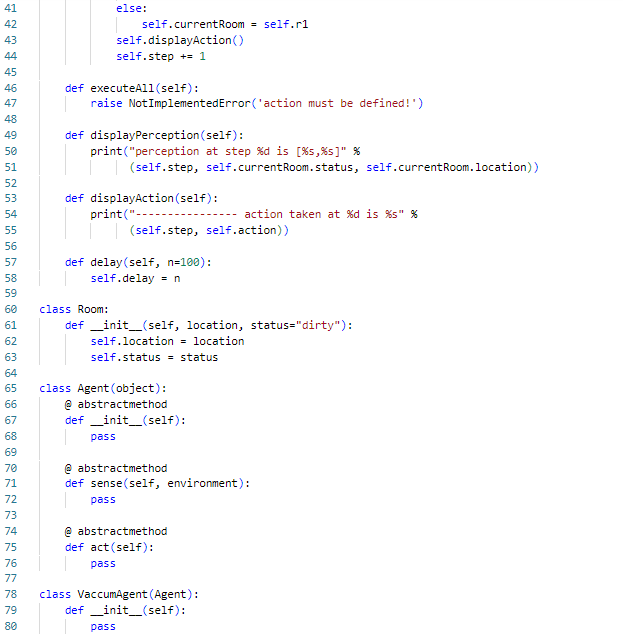 41 else:
42 self.currentRoom = self.r1
43 self.displayAction()
44 self.step += 1
45
46 def executeAll(self):
47 raise NotImplementedError('action must be defined!')
48
49 def displayPerception(self):
50 print("perception at step %d is [%s,%s]" %
51 (self.step, self.currentRoom.status, self.currentRoom.location))
52
53 def displayAction(self):
54 print("---------------- action taken at %d is %s" %
55 (self.step, self.action))
56
57 def delay(self, n=100):
58 self.delay = n
59
60 class Room:
61 def __init__(self, location, status="dirty"):
62 self.location = location
63 self.status = status
64
65 class Agent(object):
66 @ abstractmethod
67 def __init__(self):
68 pass
69
70 @ abstractmethod
71 def sense(self, environment):
72 pass
73
74 @ abstractmethod
75 def act(self):
76 pass
77
78 class VaccumAgent(Agent):
79 def __init__(self):
80 pass